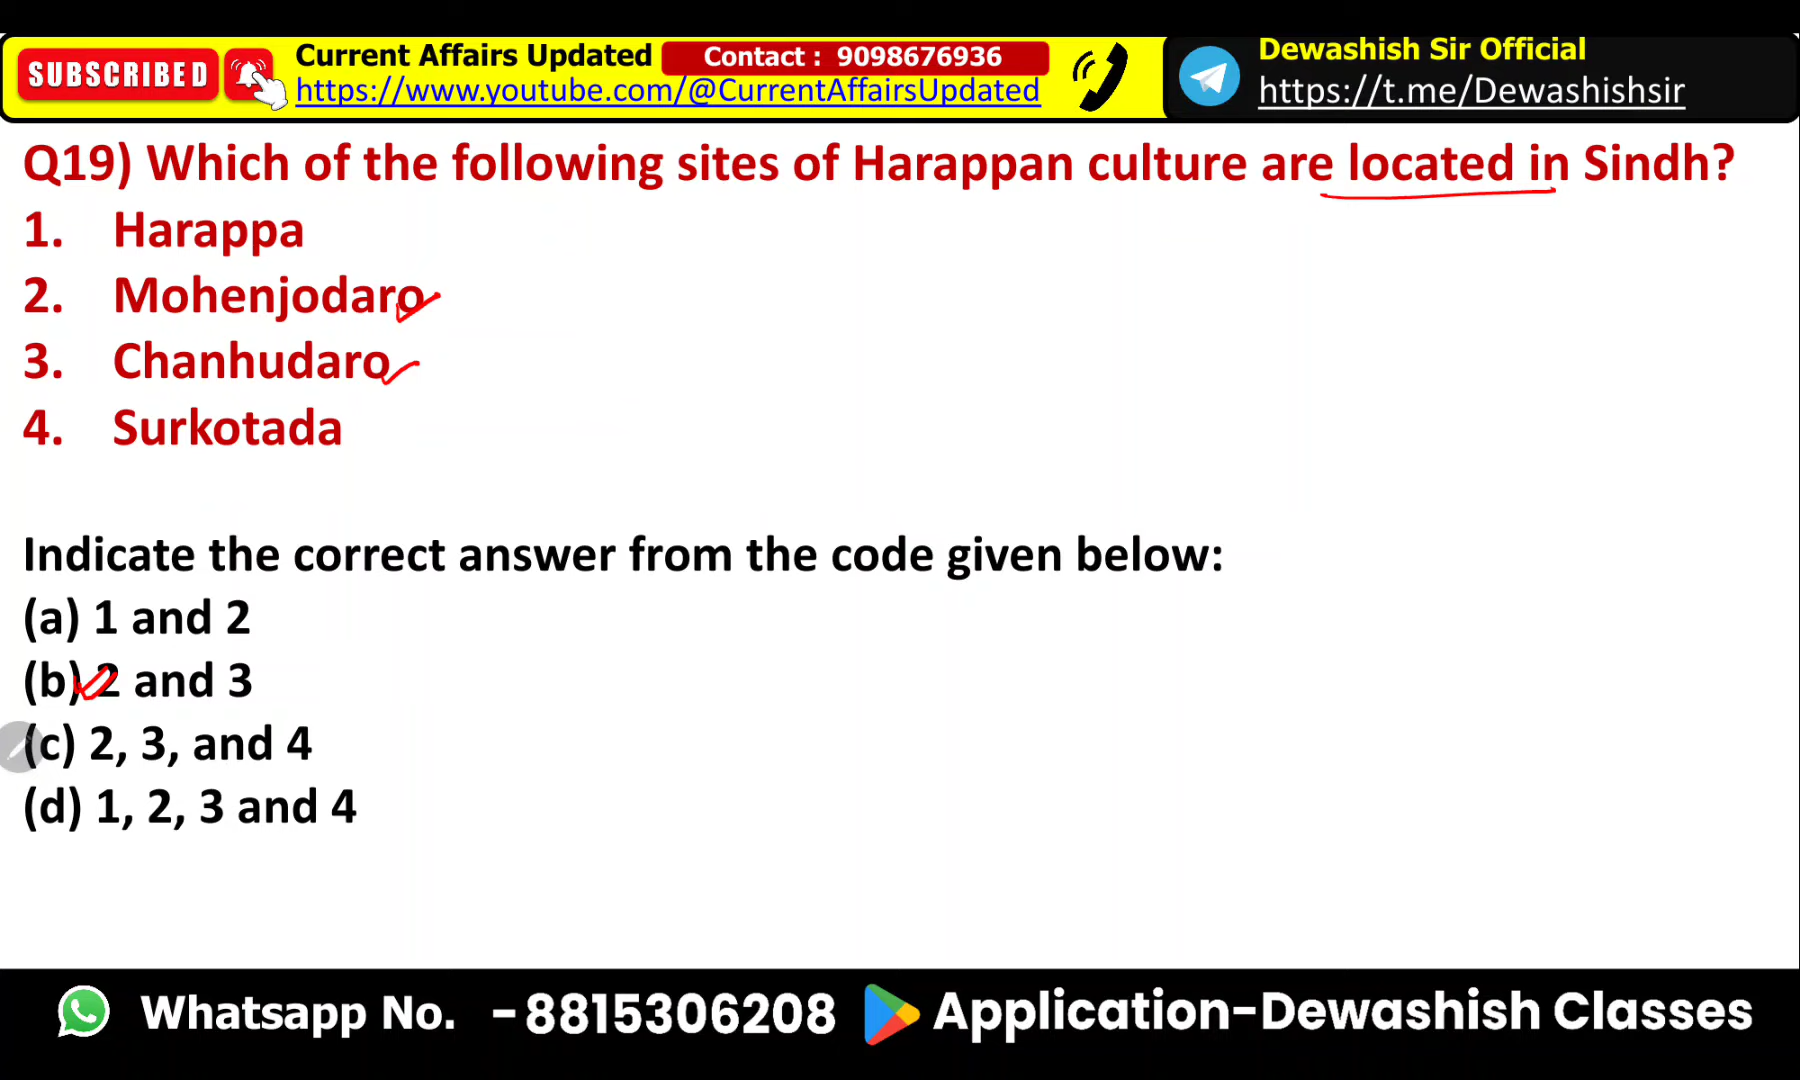 SUBSCRIBED
Current Affairs Updated
Contact : 9098676936
https://www.youtube.com/@CurrentAffairsUpdated
Dewashish Sir Official
https://t.me/Dewashishsir
Q19) Which of the following sites of Harappan culture are located in Sindh?
1. Harappa
2. Mohenjodaro
3. Chanhudaro
4. Surkotada
Indicate the correct answer from the code given below:
(a) 1 and 2
(b) 2 and 3
(c) 2, 3, and 4
(d) 1, 2, 3 and 4
Whatsapp No. -8815306208
Application-Dewashish Classes